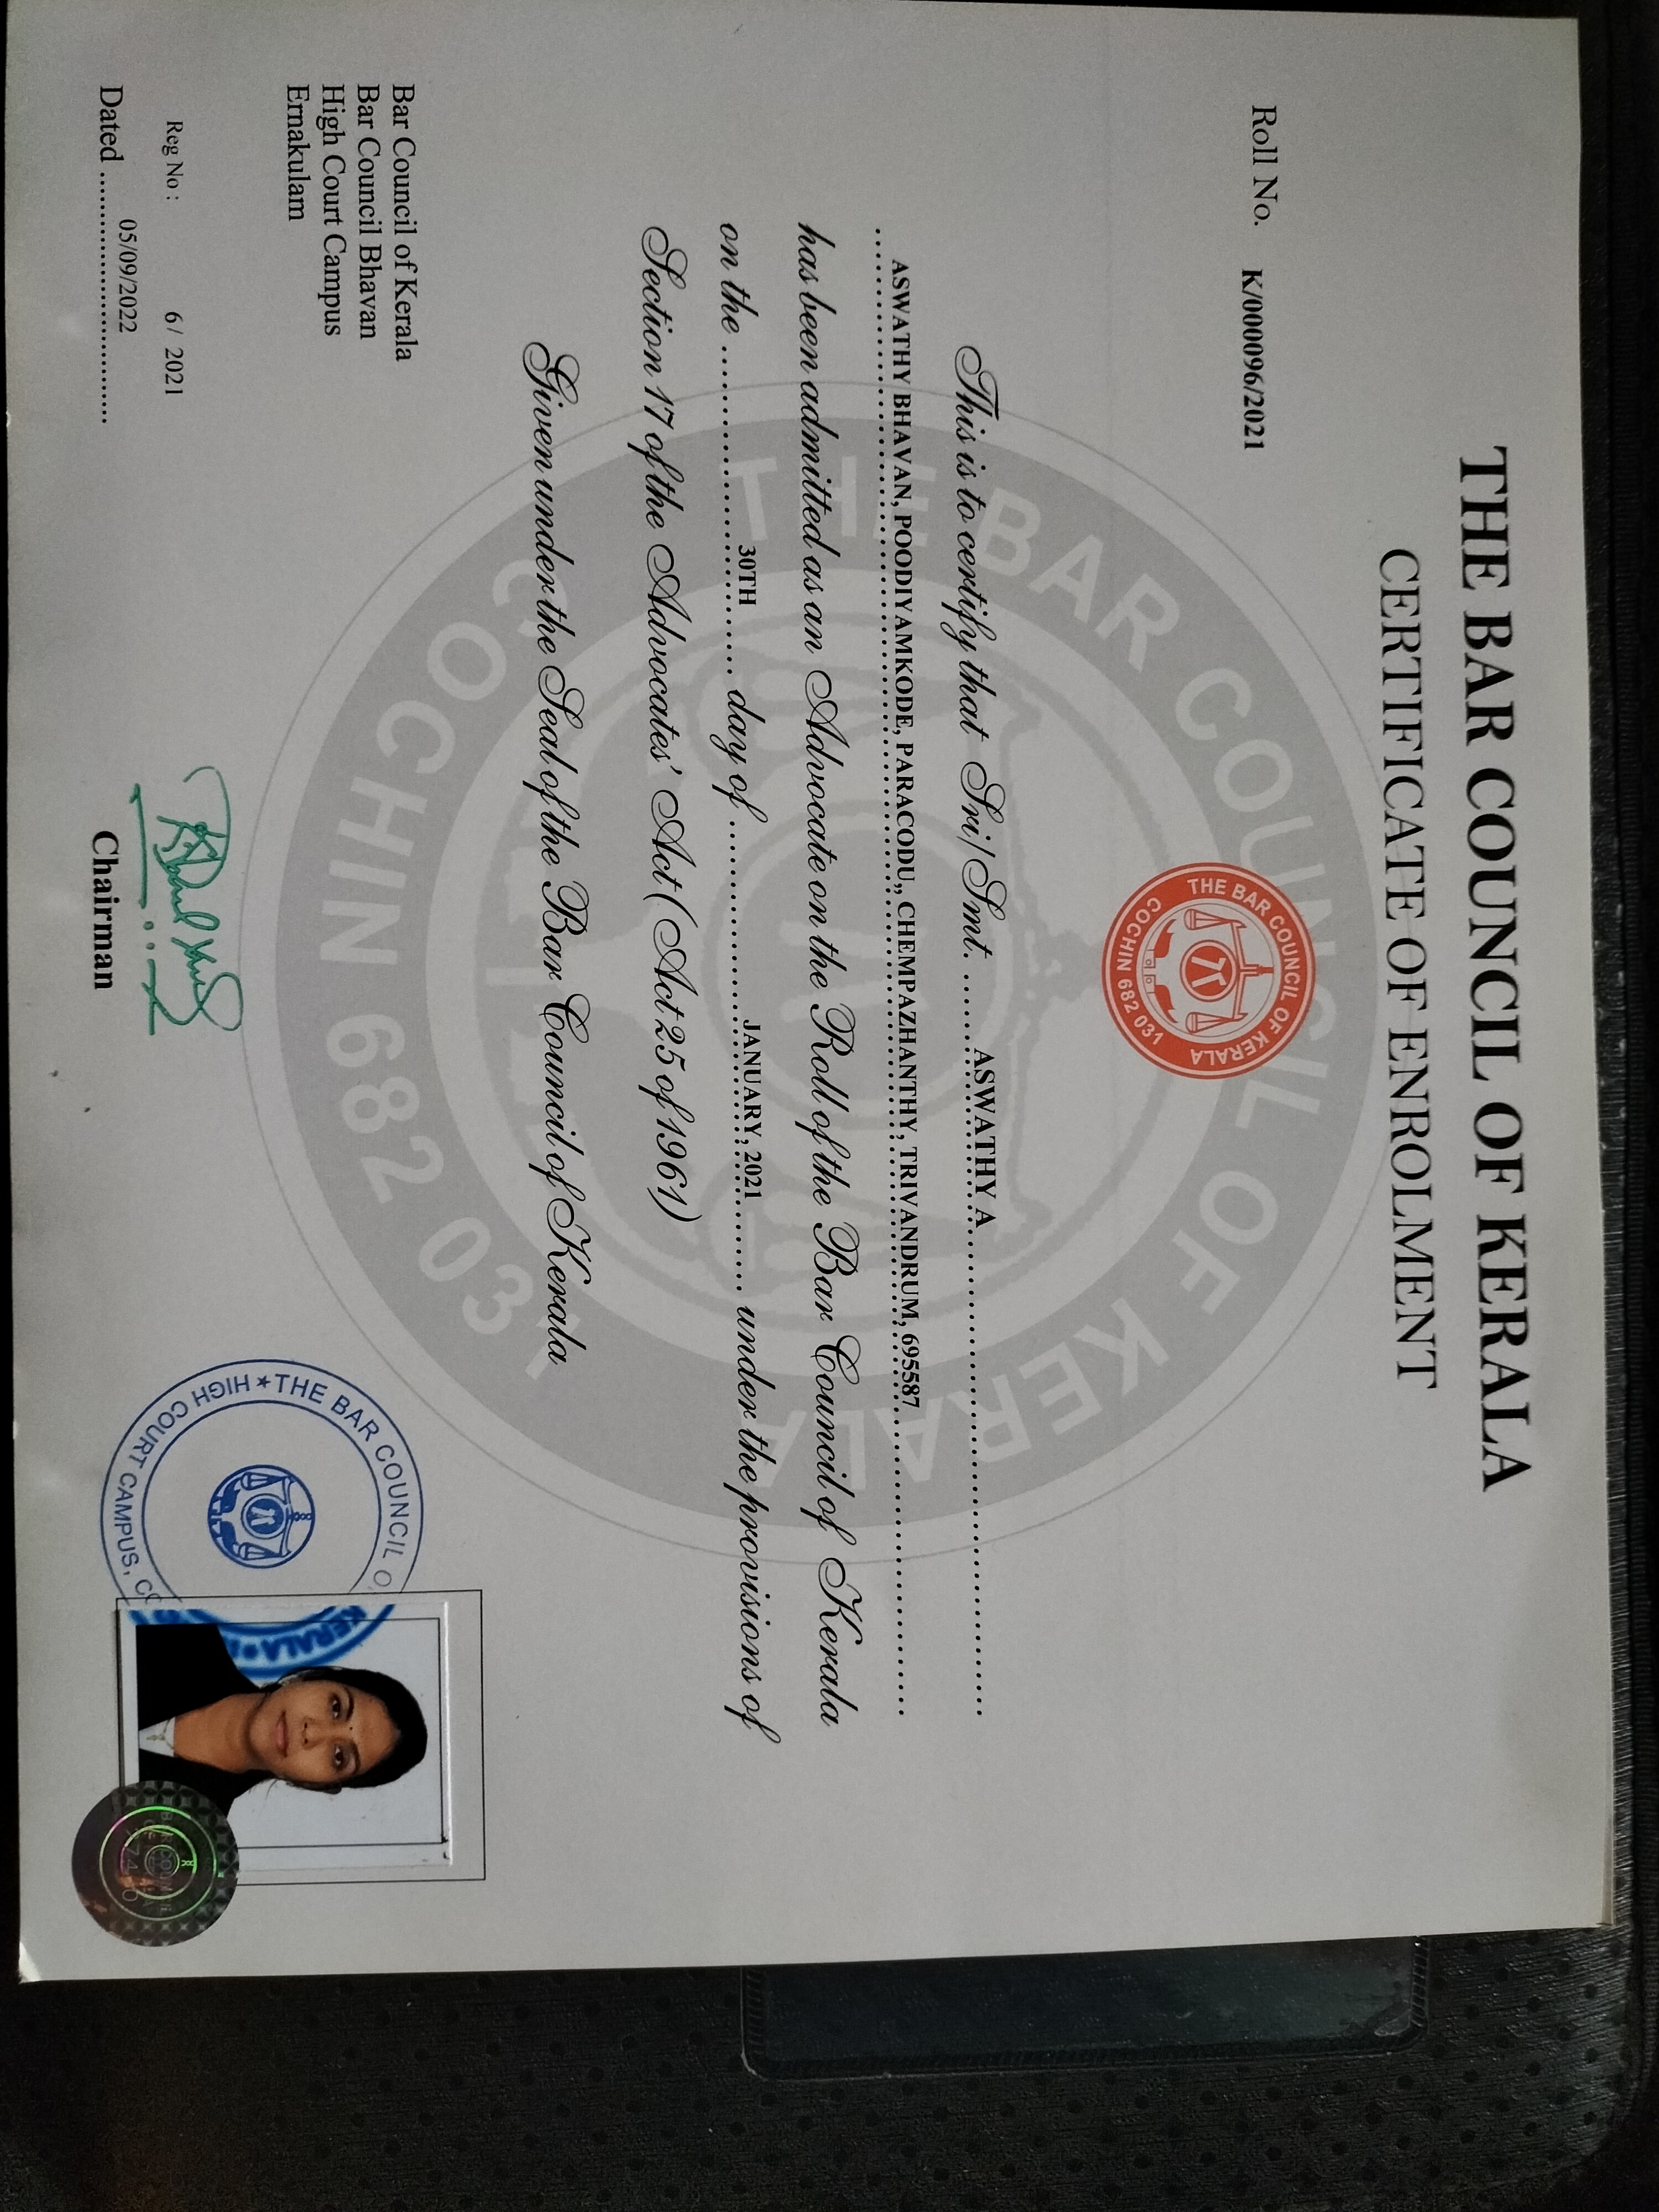 THE BAR COUNCIL OF KERALA
CERTIFICATE OF ENROLMENT
Roll No. K/000096/2021
THE BAR COUNCIL OF KERALA
COCHIN 682 031
This is to certify that Sri/Smt. ASWATHY A
ASWATHY BHAVAN, POODIYAMKODE, PARACODU,, CHEMPAZHANTHY, TRIVANDRUM, 695587
has been admitted as an Advocate on the Roll of the Bar Council of Kerala
on the 30TH day of JANUARY, 2021 under the provisions of
Section 17 of the Advocates' Act (Act 25 of 1961)
Given under the Seal of the Bar Council of Kerala
THE BAR COUNCIL OF KERALA
COCHIN 682 031
Bar Council of Kerala
Bar Council Bhavan
High Court Campus
Ernakulam
Reg No : 6/ 2021
Dated 05/09/2022
Chairman
THE BAR COUNCIL
KERALA
HIGH COURT CAMPUS,